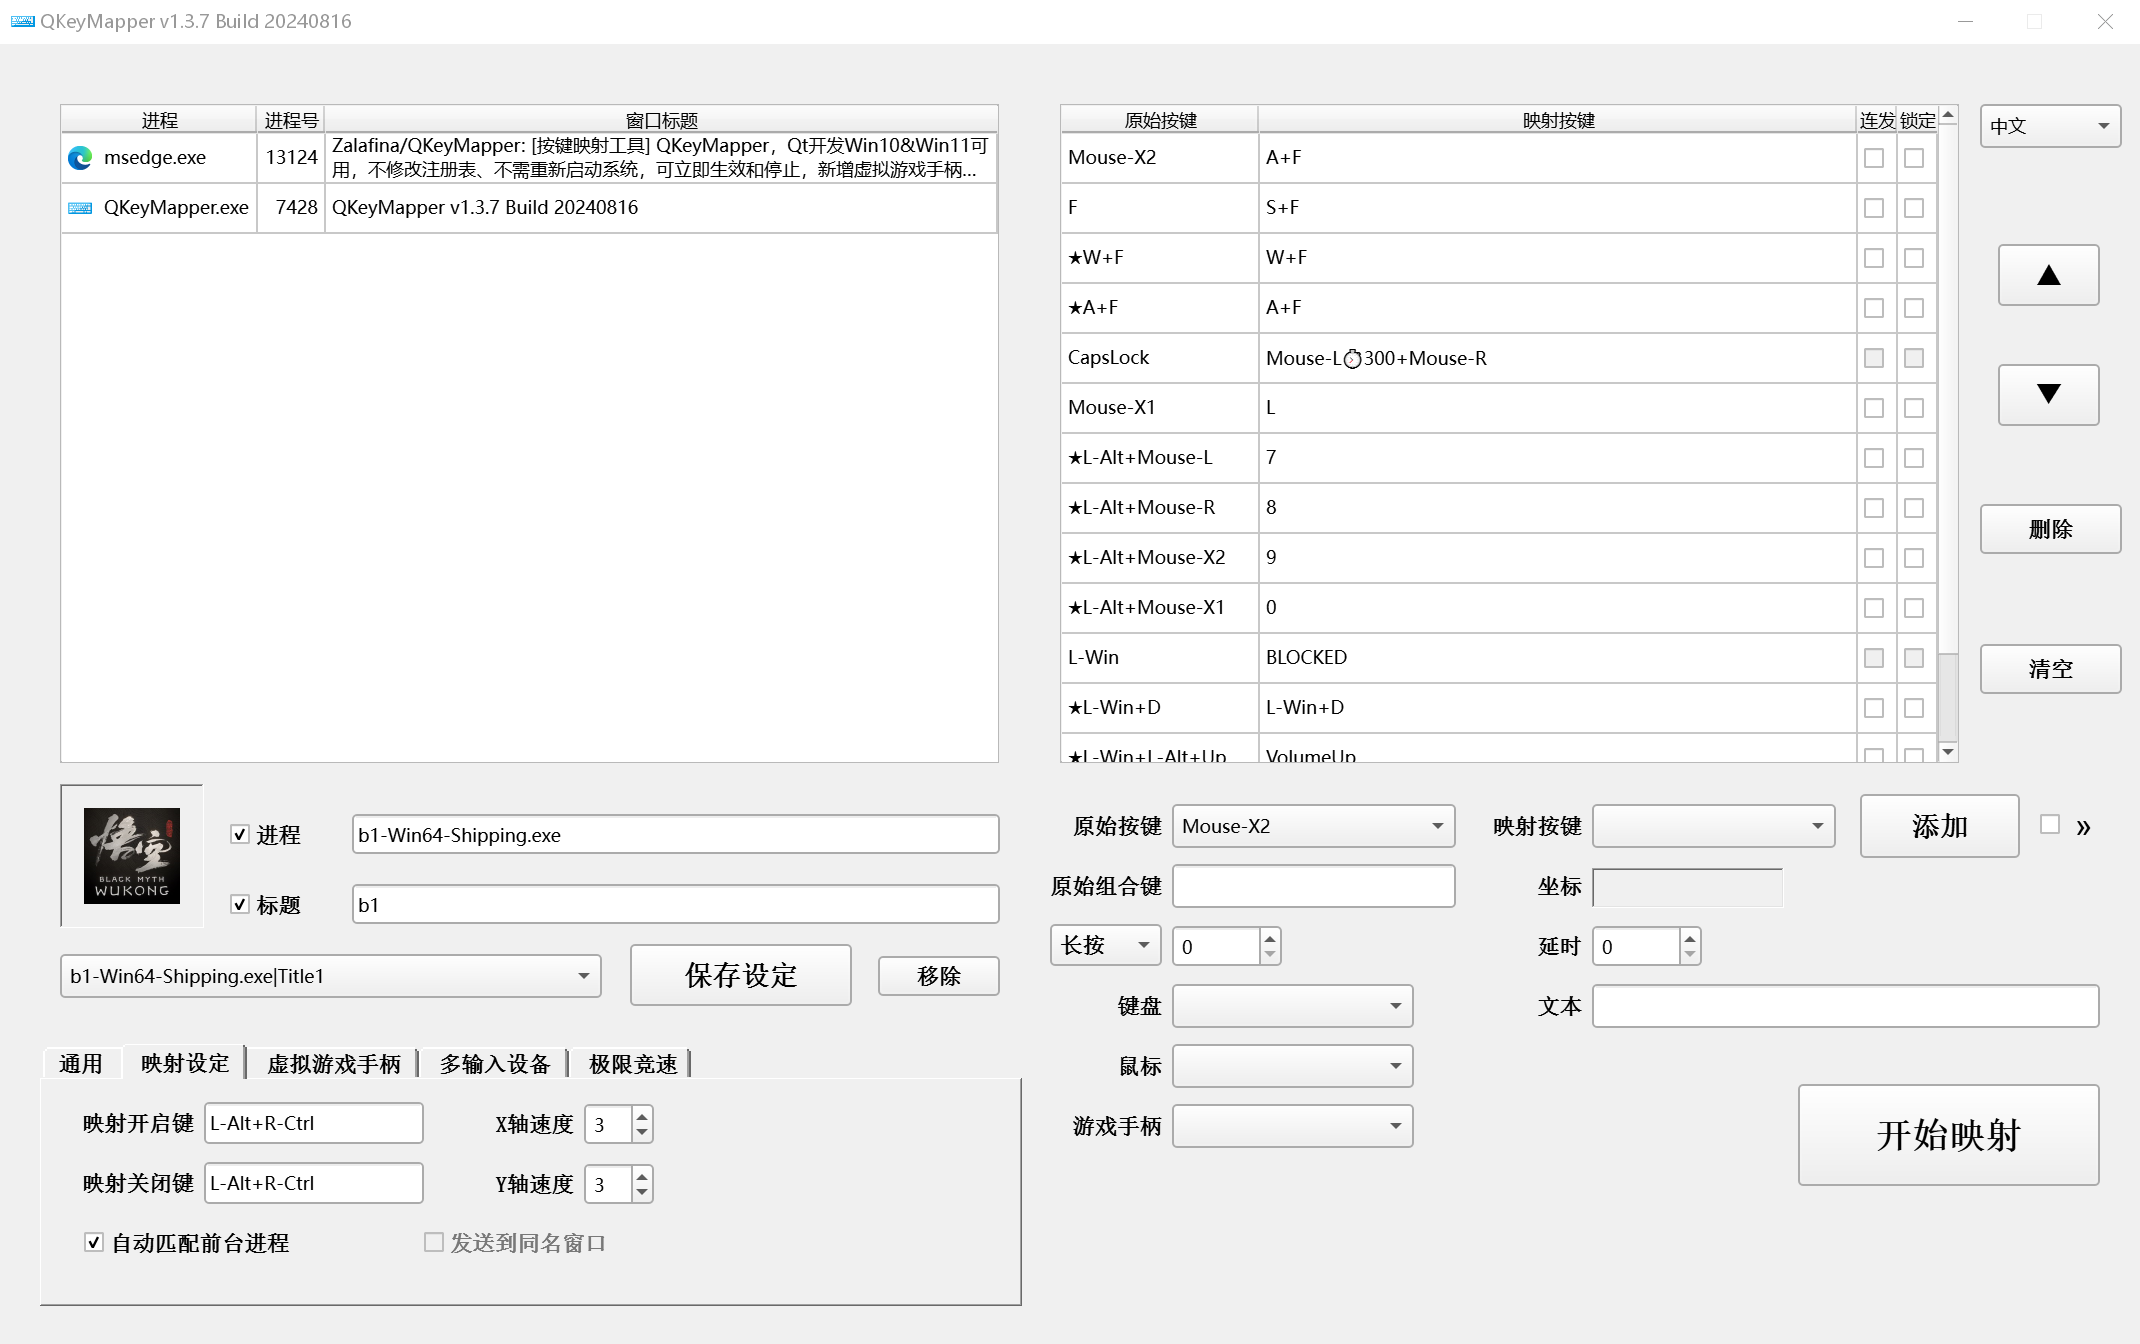 QKeyMapper v1.3.7 Build 20240816
进程 进程号 窗口标题
msedge.exe 13124 Zalafina/QKeyMapper: [按键映射工具] QKeyMapper，Qt开发Win10&Win11可
用，不修改注册表、不需重新启动系统，可立即生效和停止，新增虚拟游戏手柄...
QKeyMapper.exe 7428 QKeyMapper v1.3.7 Build 20240816
原始按键 映射按键 连发 锁定
Mouse-X2 A+F
F S+F
★W+F W+F
★A+F A+F
CapsLock Mouse-L⏱300+Mouse-R
Mouse-X1 L
★L-Alt+Mouse-L 7
★L-Alt+Mouse-R 8
★L-Alt+Mouse-X2 9
★L-Alt+Mouse-X1 0
L-Win BLOCKED
★L-Win+D L-Win+D
★L-Win+L-Alt+Up VolumeUp
中文
▲
▼
删除
清空
悟空
BLACK MYTH
WUKONG
进程 b1-Win64-Shipping.exe
标题 b1
b1-Win64-Shipping.exe|Title1 保存设定 移除
通用 映射设定 虚拟游戏手柄 多输入设备 极限竞速
映射开启键 L-Alt+R-Ctrl X轴速度 3
映射关闭键 L-Alt+R-Ctrl Y轴速度 3
自动匹配前台进程 发送到同名窗口
原始按键 Mouse-X2 映射按键 添加 »
原始组合键 坐标
长按 0 延时 0
键盘 文本
鼠标
游戏手柄
开始映射